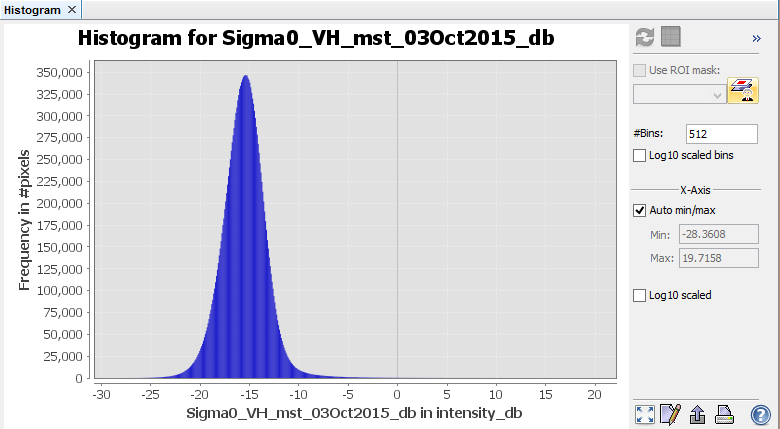 Histogram ×
Histogram for Sigma0_VH_mst_03Oct2015_db
Frequency in #pixels
350,000
325,000
300,000
275,000
250,000
225,000
200,000
175,000
150,000
125,000
100,000
75,000
50,000
25,000
0
-30 -25 -20 -15 -10 -5 0 5 10 15 20
Sigma0_VH_mst_03Oct2015_db in intensity_db
»
Use ROI mask:
#Bins: 512
Log10 scaled bins
X-Axis
Auto min/max
Min: -28.3608
Max: 19.7158
Log10 scaled
?